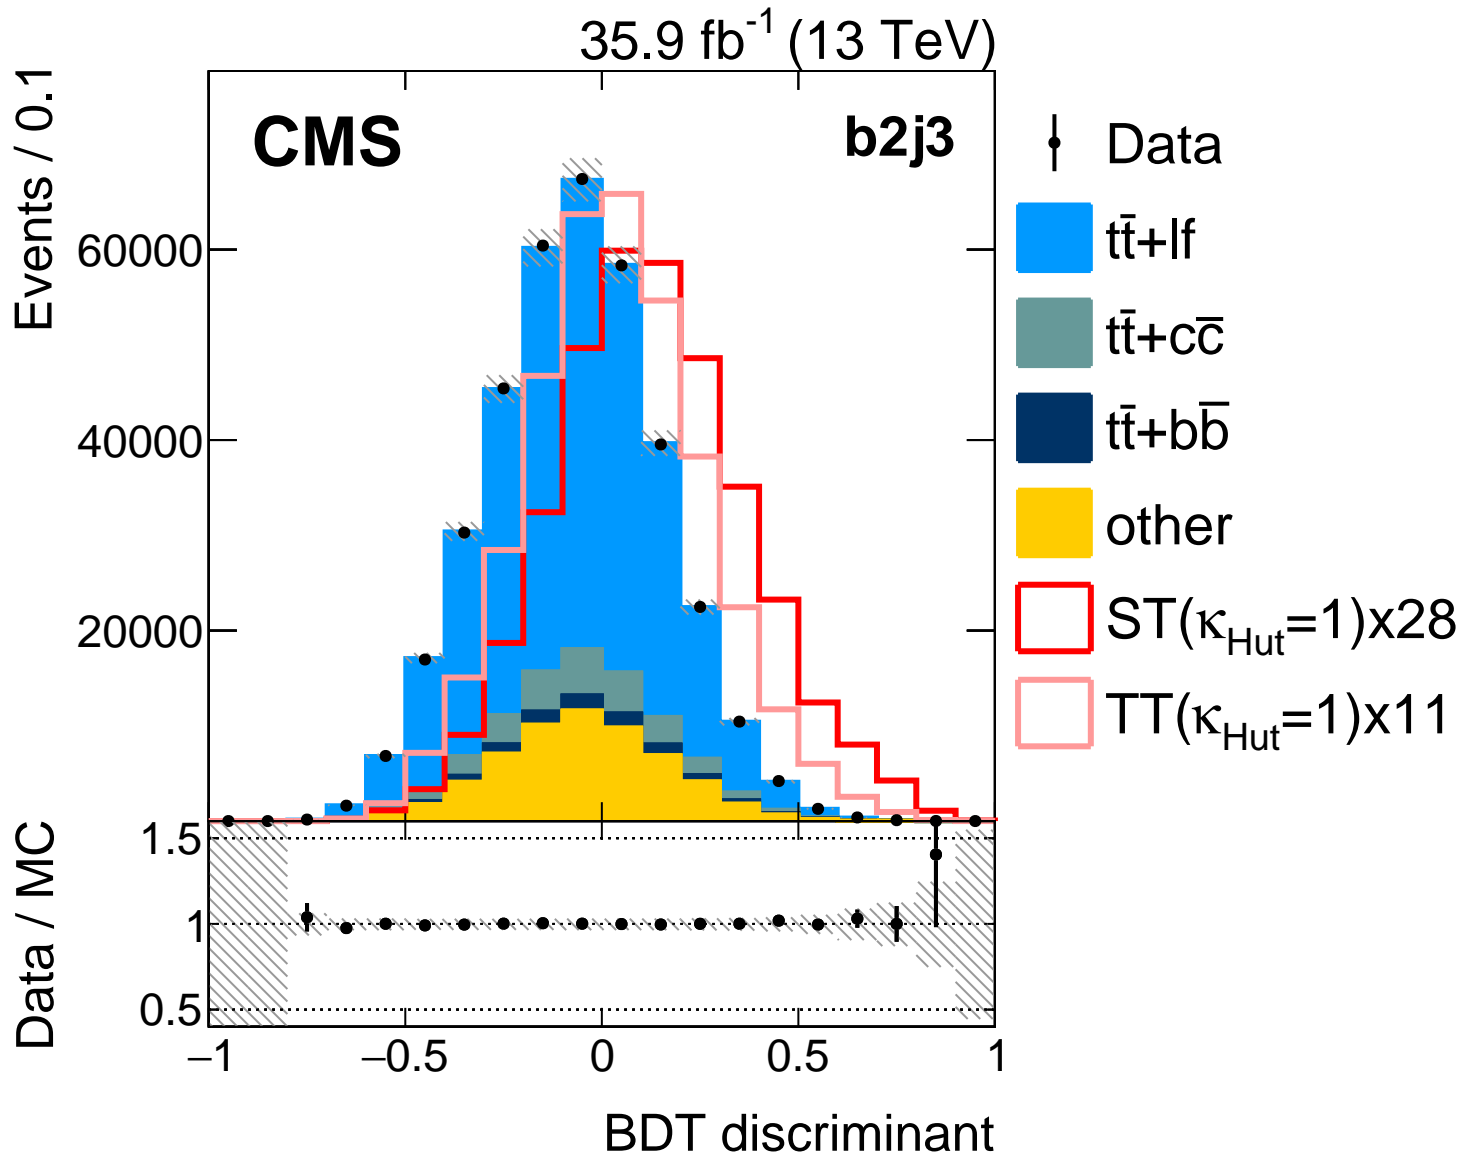 35.9 fb⁻¹ (13 TeV)
Events / 0.1
CMS
b2j3
60000
40000
20000
Data
tt̄+lf
tt̄+cc̄
tt̄+bb̄
other
ST(κ_Hut=1)x28
TT(κ_Hut=1)x11
Data / MC
1.5
1
0.5
−1
−0.5
0
0.5
1
BDT discriminant